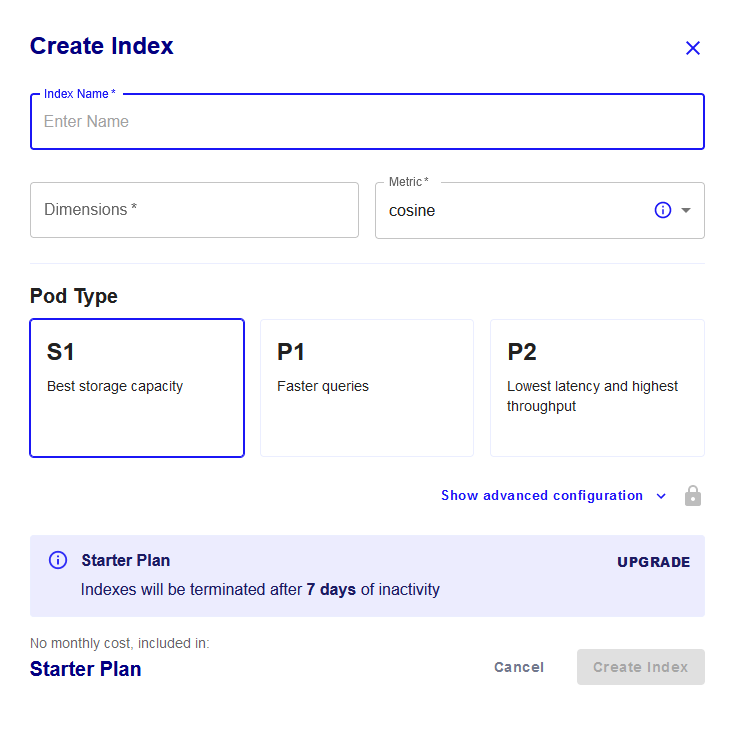 Create Index
Index Name *
Enter Name
Dimensions *
Metric *
cosine
Pod Type
S1
Best storage capacity
P1
Faster queries
P2
Lowest latency and highest
throughput
Show advanced configuration
Starter Plan
UPGRADE
Indexes will be terminated after 7 days of inactivity
No monthly cost, included in:
Starter Plan
Cancel
Create Index